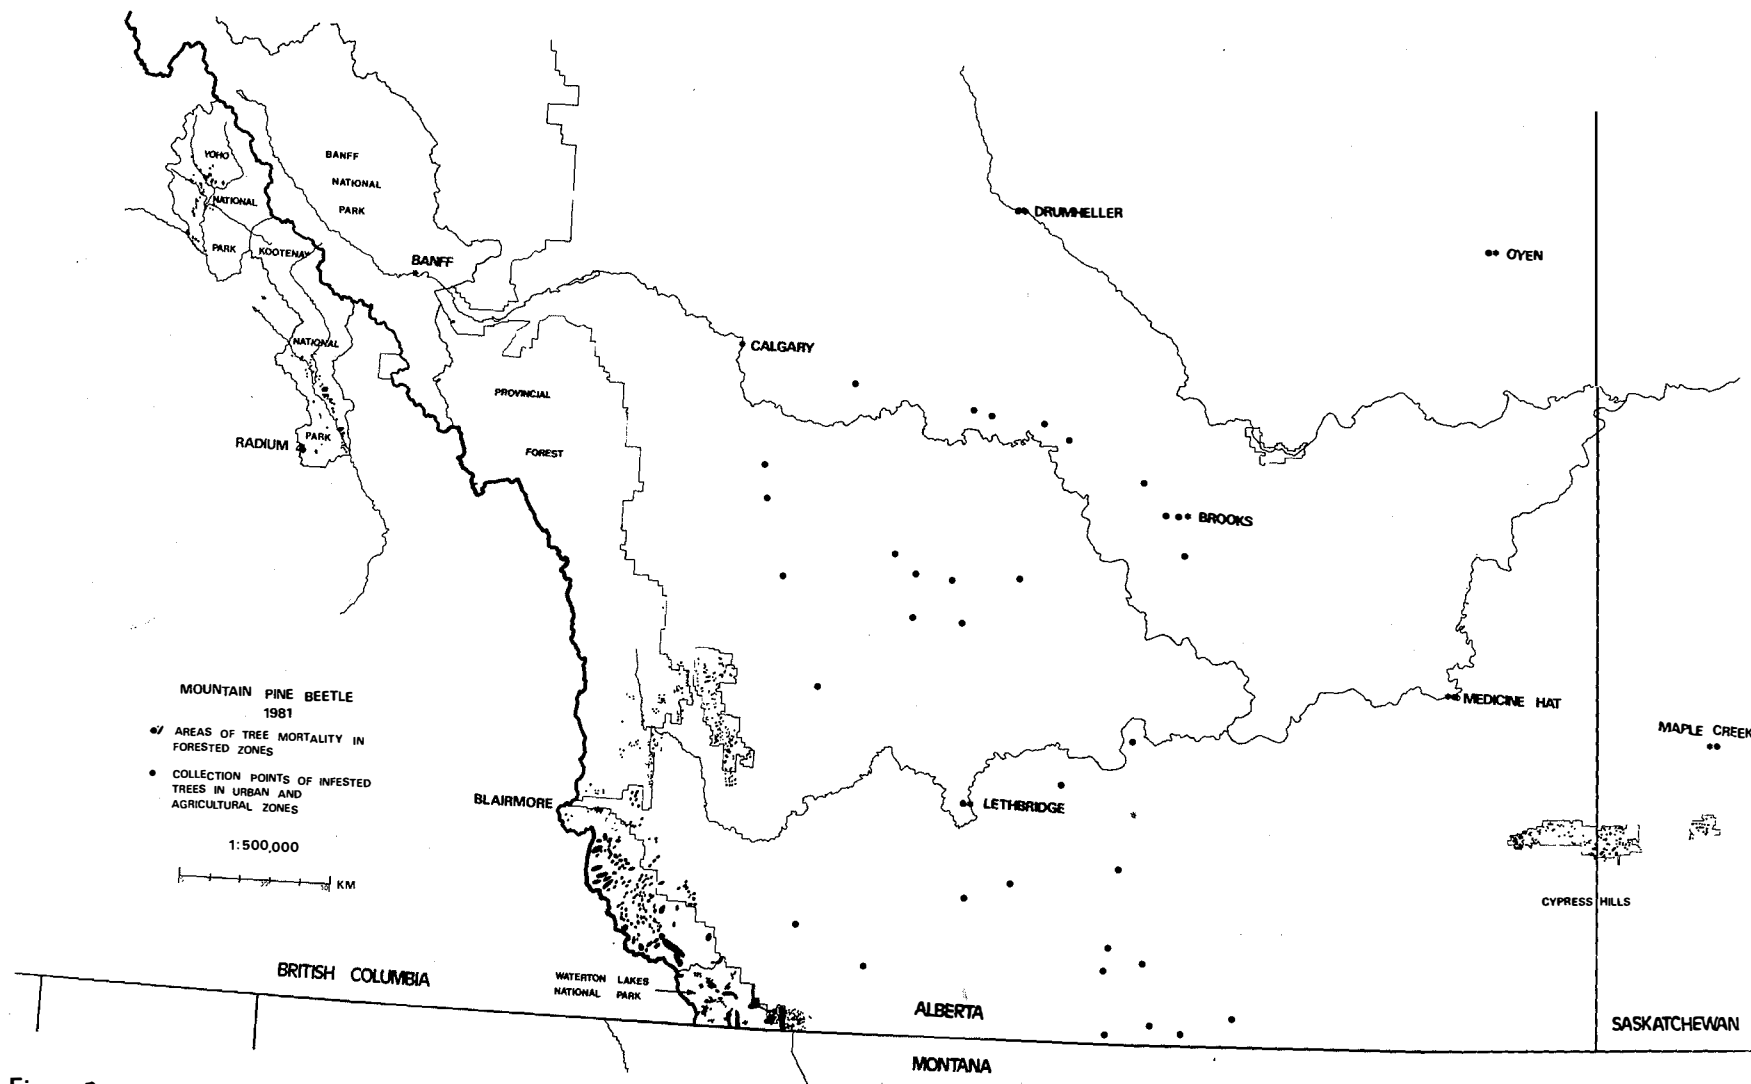 YOHO
NATIONAL
PARK
BANFF
NATIONAL
PARK
KOOTENAY
NATIONAL
PARK
BANFF
RADIUM
CALGARY
DRUMHELLER
OYEN
PROVINCIAL
FOREST
BROOKS
MEDICINE HAT
MAPLE CREEK
MOUNTAIN PINE BEETLE
1981
AREAS OF TREE MORTALITY IN
FORESTED ZONES
COLLECTION POINTS OF INFESTED
TREES IN URBAN AND
AGRICULTURAL ZONES
1:500,000
KM
BLAIRMORE
LETHBRIDGE
CYPRESS HILLS
BRITISH COLUMBIA
WATERTON LAKES
NATIONAL PARK
ALBERTA
SASKATCHEWAN
MONTANA